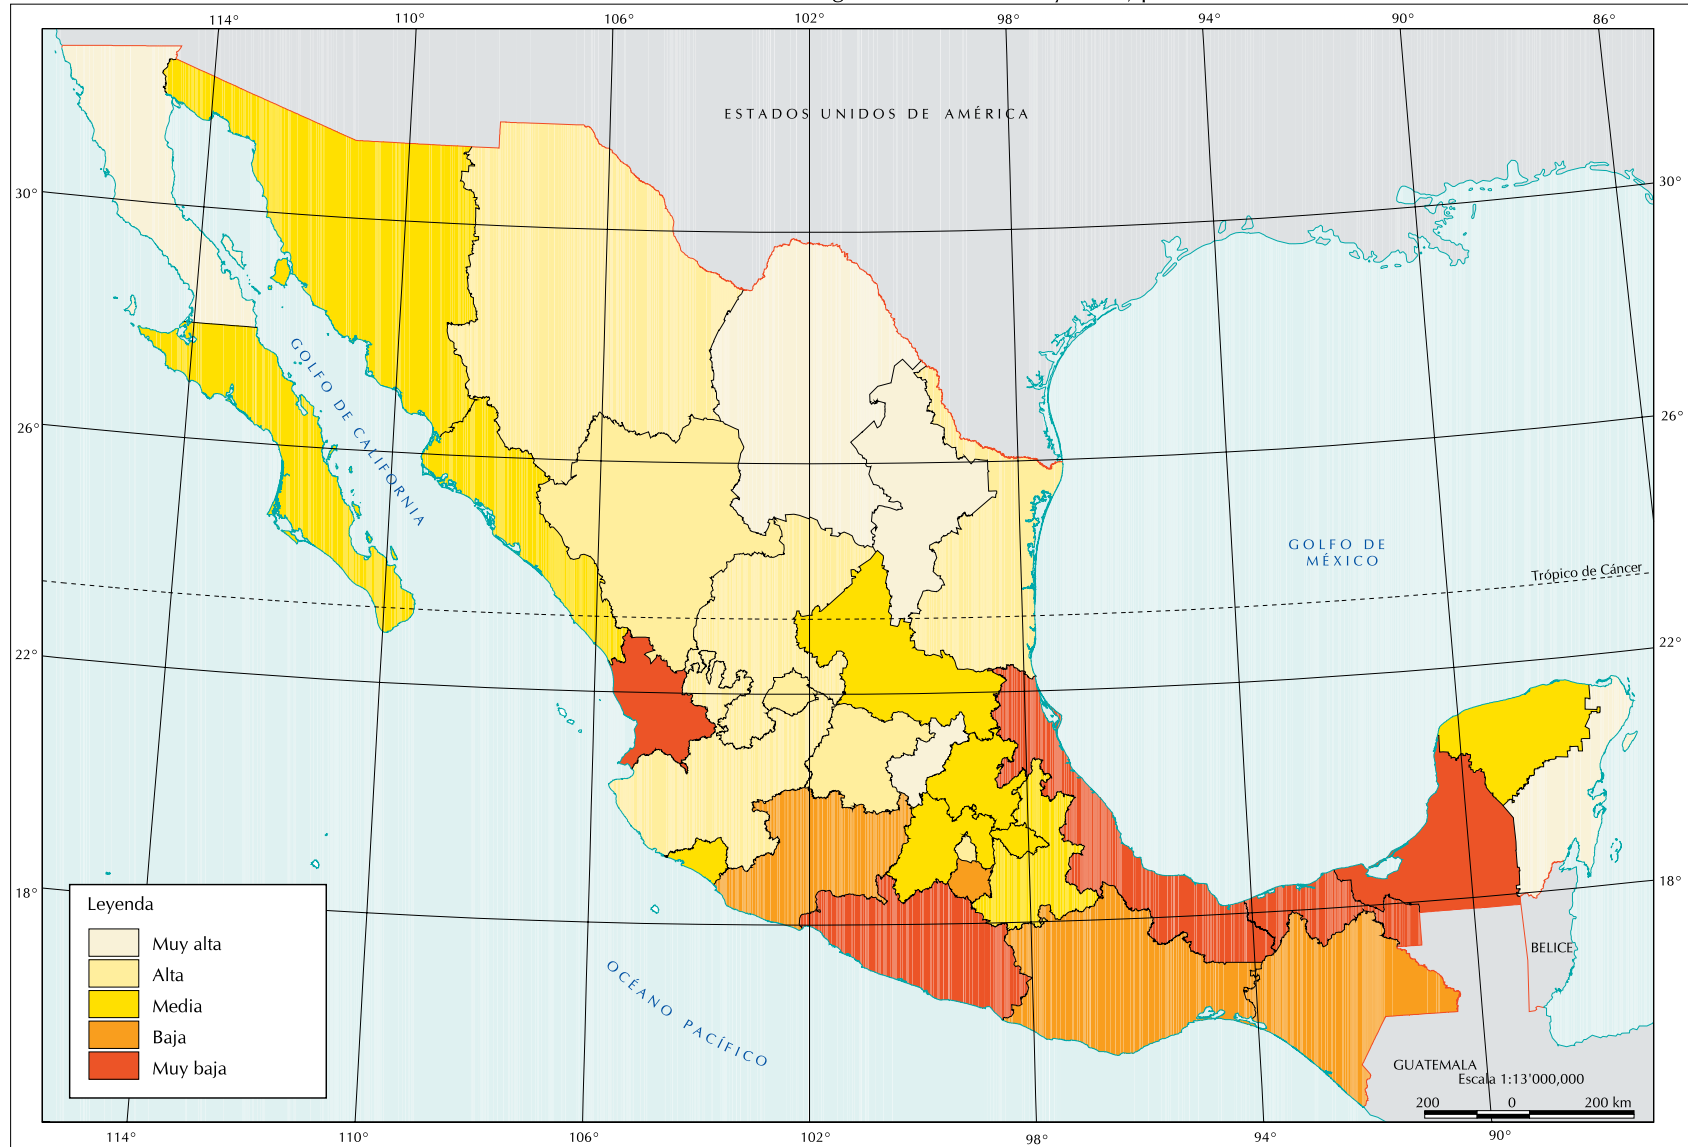 114° 110° 106° 102° 98° 94° 90° 86°
ESTADOS UNIDOS DE AMÉRICA
30° 30°
GOLFO DE CALIFORNIA
26° 26°
GOLFO DE
MÉXICO
Trópico de Cáncer
22° 22°
18° 18°
Leyenda
Muy alta
Alta
Media
Baja
Muy baja
OCÉANO PACÍFICO
BELICE
GUATEMALA
Escala 1:13'000,000
200 0 200 km
114° 110° 106° 102° 98° 94° 90°